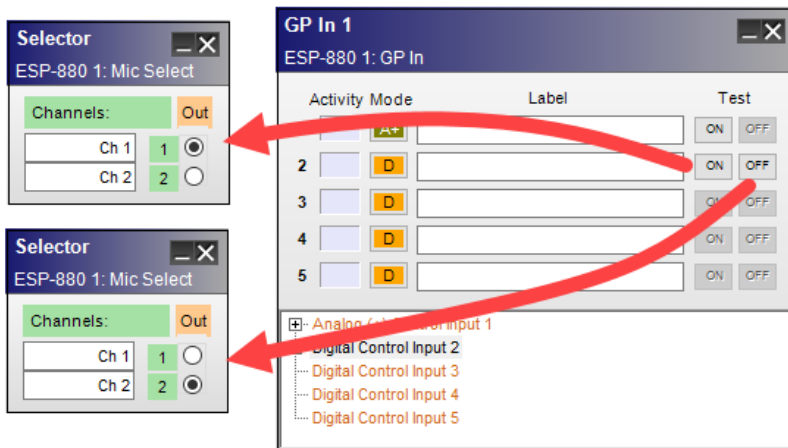 Selector
ESP-880 1: Mic Select
Channels: Out
Ch 1 1
Ch 2 2
Selector
ESP-880 1: Mic Select
Channels: Out
Ch 1 1
Ch 2 2
GP In 1
ESP-880 1: GP In
Activity Mode Label Test
A+ ON OFF
2 D ON OFF
3 D ON OFF
4 D ON OFF
5 D ON OFF
Analog (+) Control Input 1
Digital Control Input 2
Digital Control Input 3
Digital Control Input 4
Digital Control Input 5